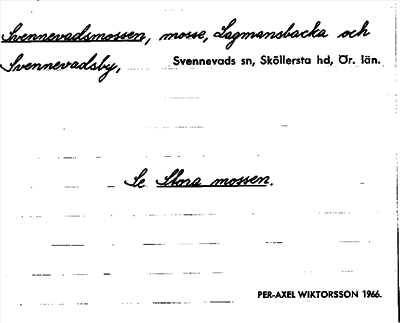 Svennevadsmossen, mosse, Lagmansbacka och
Svennevadsby, Svennevads sn, Sköllersta hd, Ör. län.
Se Stora mossen.
PER-AXEL WIKTORSSON 1966.